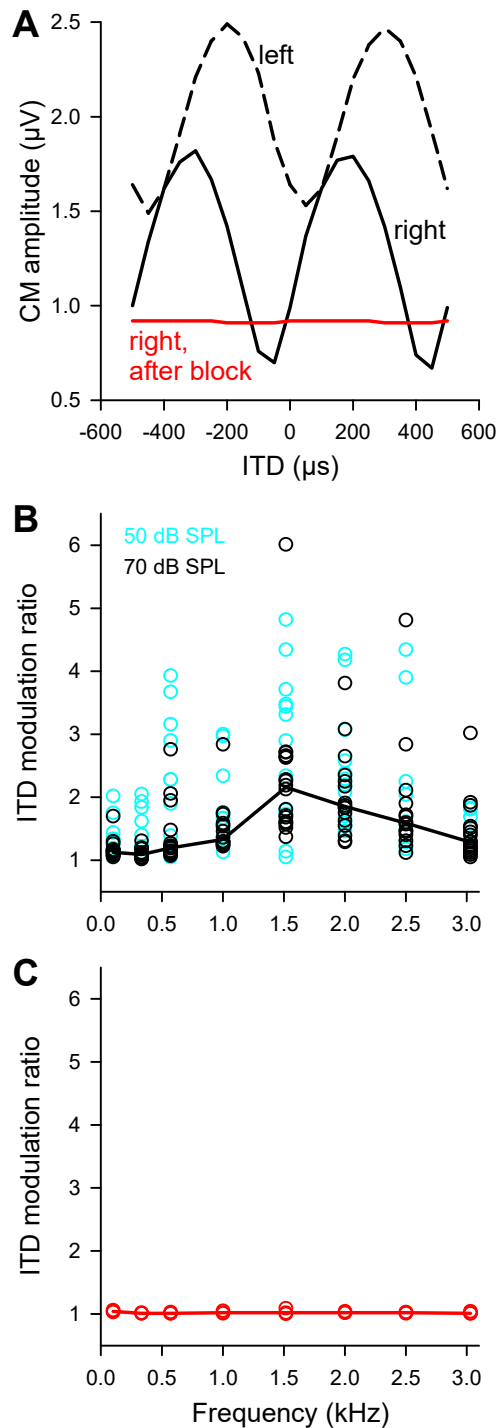 A
CM amplitude (µV)
2.5
2.0
1.5
1.0
0.5
left
right
right,
after block
-600 -400 -200 0 200 400 600
ITD (µs)
B
ITD modulation ratio
50 dB SPL
70 dB SPL
6
5
4
3
2
1
0.0 0.5 1.0 1.5 2.0 2.5 3.0
C
ITD modulation ratio
6
5
4
3
2
1
0.0 0.5 1.0 1.5 2.0 2.5 3.0
Frequency (kHz)